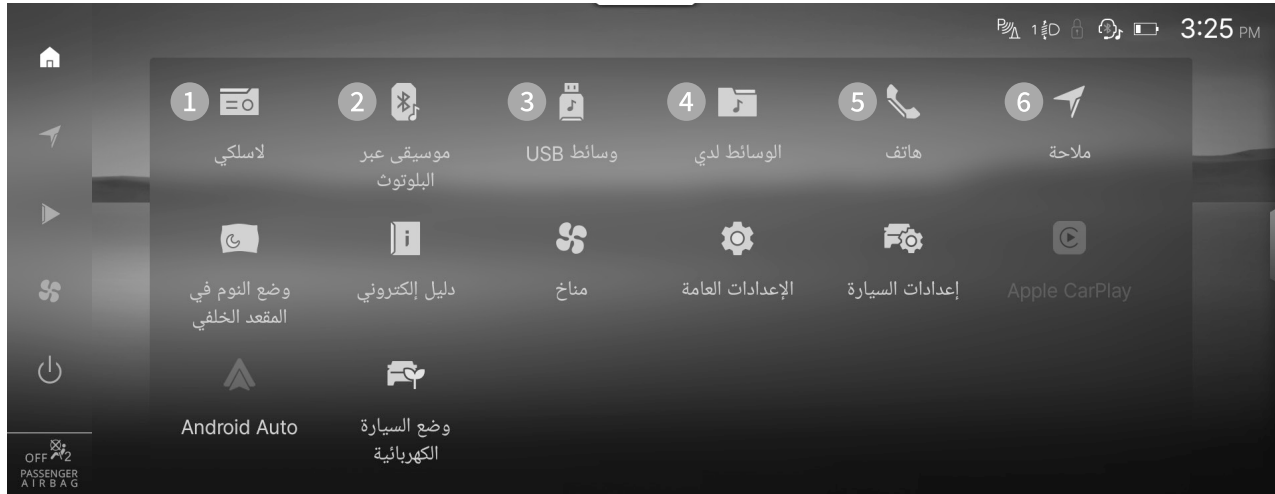 3:25 PM
1 لاسلكي
2 موسيقى عبر
البلوتوث
3 وسائط USB
4 الوسائط لدي
5 هاتف
6 ملاحة
وضع النوم في
المقعد الخلفي
دليل إلكتروني
مناخ
الإعدادات العامة
إعدادات السيارة
Apple CarPlay
Android Auto
وضع السيارة
الكهربائية
OFF 2
PASSENGER
AIRBAG